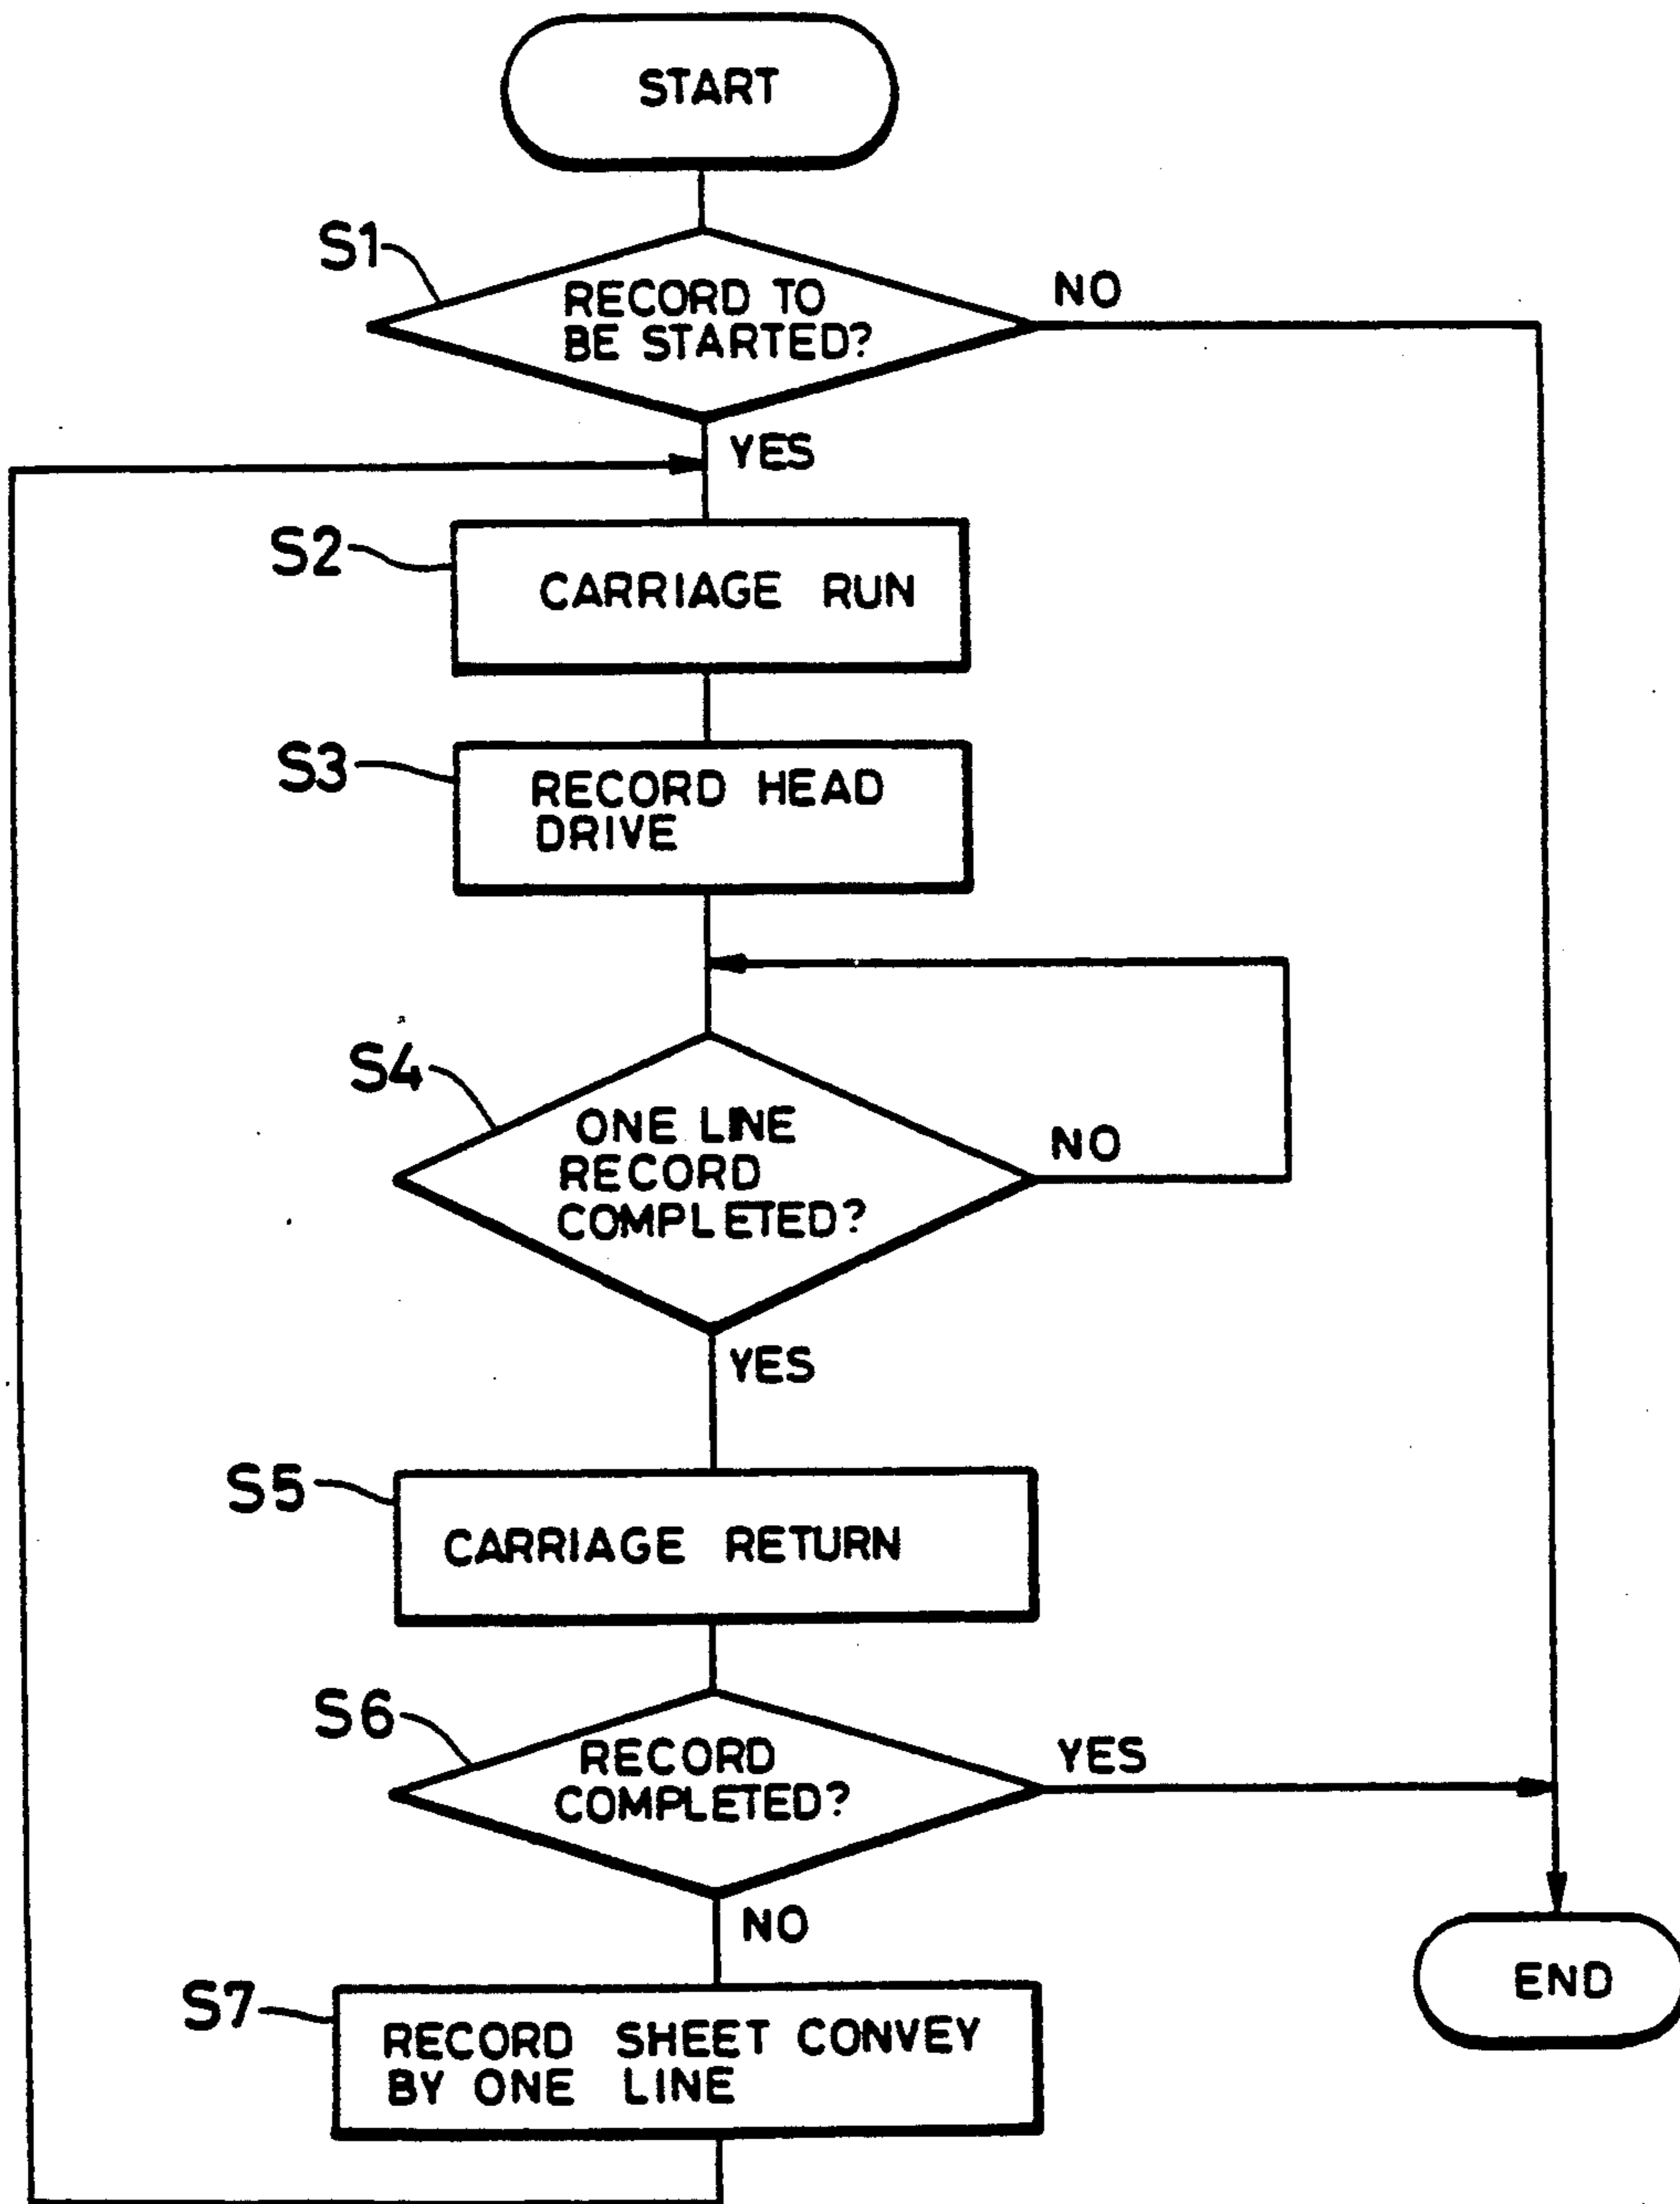 START
S1
RECORD TO
BE STARTED?
NO
YES
S2
CARRIAGE RUN
S3
RECORD HEAD
DRIVE
S4
ONE LINE
RECORD
COMPLETED?
NO
YES
S5
CARRIAGE RETURN
S6
RECORD
COMPLETED?
YES
NO
S7
RECORD SHEET CONVEY
BY ONE LINE
END